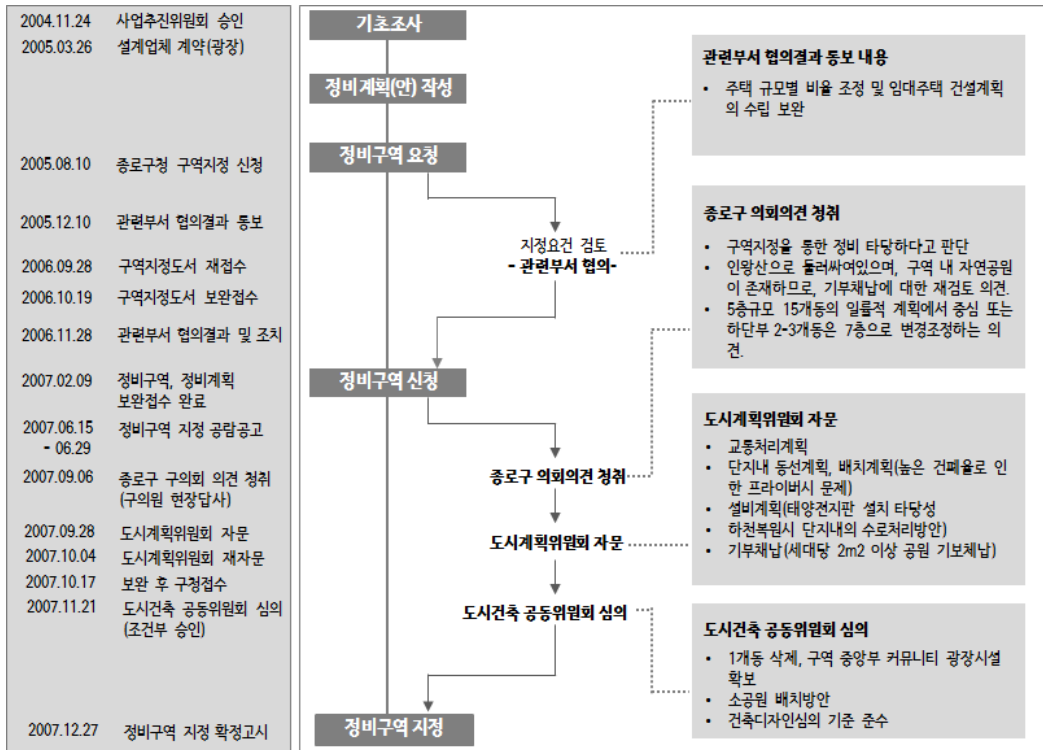 2004.11.24 사업추진위원회 승인
2005.03.26 설계업체 계약(광장)
2005.08.10 종로구청 구역지정 신청
2005.12.10 관련부서 협의결과 통보
2006.09.28 구역지정도서 재접수
2006.10.19 구역지정도서 보완접수
2006.11.28 관련부서 협의결과 및 조치
2007.02.09 정비구역, 정비계획
보완접수 완료
2007.06.15 정비구역 지정 공람공고
- 06.29
2007.09.06 종로구 구의회 의견 청취
(구의원 현장답사)
2007.09.28 도시계획위원회 자문
2007.10.04 도시계획위원회 재자문
2007.10.17 보완 후 구청접수
2007.11.21 도시건축 공동위원회 심의
(조건부 승인)
2007.12.27 정비구역 지정 확정고시
기초조사
정비계획(안) 작성
정비구역 요청
지정요건 검토
- 관련부서 협의-
정비구역 신청
종로구 의회의견 청취
도시계획위원회 자문
도시건축 공동위원회 심의
정비구역 지정
관련부서 협의결과 통보 내용
• 주택 규모별 비율 조정 및 임대주택 건설계획
의 수립 보완
종로구 의회의견 청취
• 구역지정을 통한 정비 타당하다고 판단
• 인왕산으로 둘러싸여있으며, 구역 내 자연공원
이 존재하므로, 기부채납에 대한 재검토 의견.
• 5층규모 15개동의 일률적 계획에서 중심 또는
하단부 2-3개동은 7층으로 변경조정하는 의
견.
도시계획위원회 자문
• 교통처리계획
• 단지내 동선계획, 배치계획(높은 건폐율로 인
한 프라이버시 문제)
• 설비계획(태양전지판 설치 타당성
• 하천복원시 단지내의 수로처리방안)
• 기부채납(세대당 2m2 이상 공원 기보체납)
도시건축 공동위원회 심의
• 1개동 삭제, 구역 중앙부 커뮤니티 광장시설
확보
• 소공원 배치방안
• 건축디자인심의 기준 준수